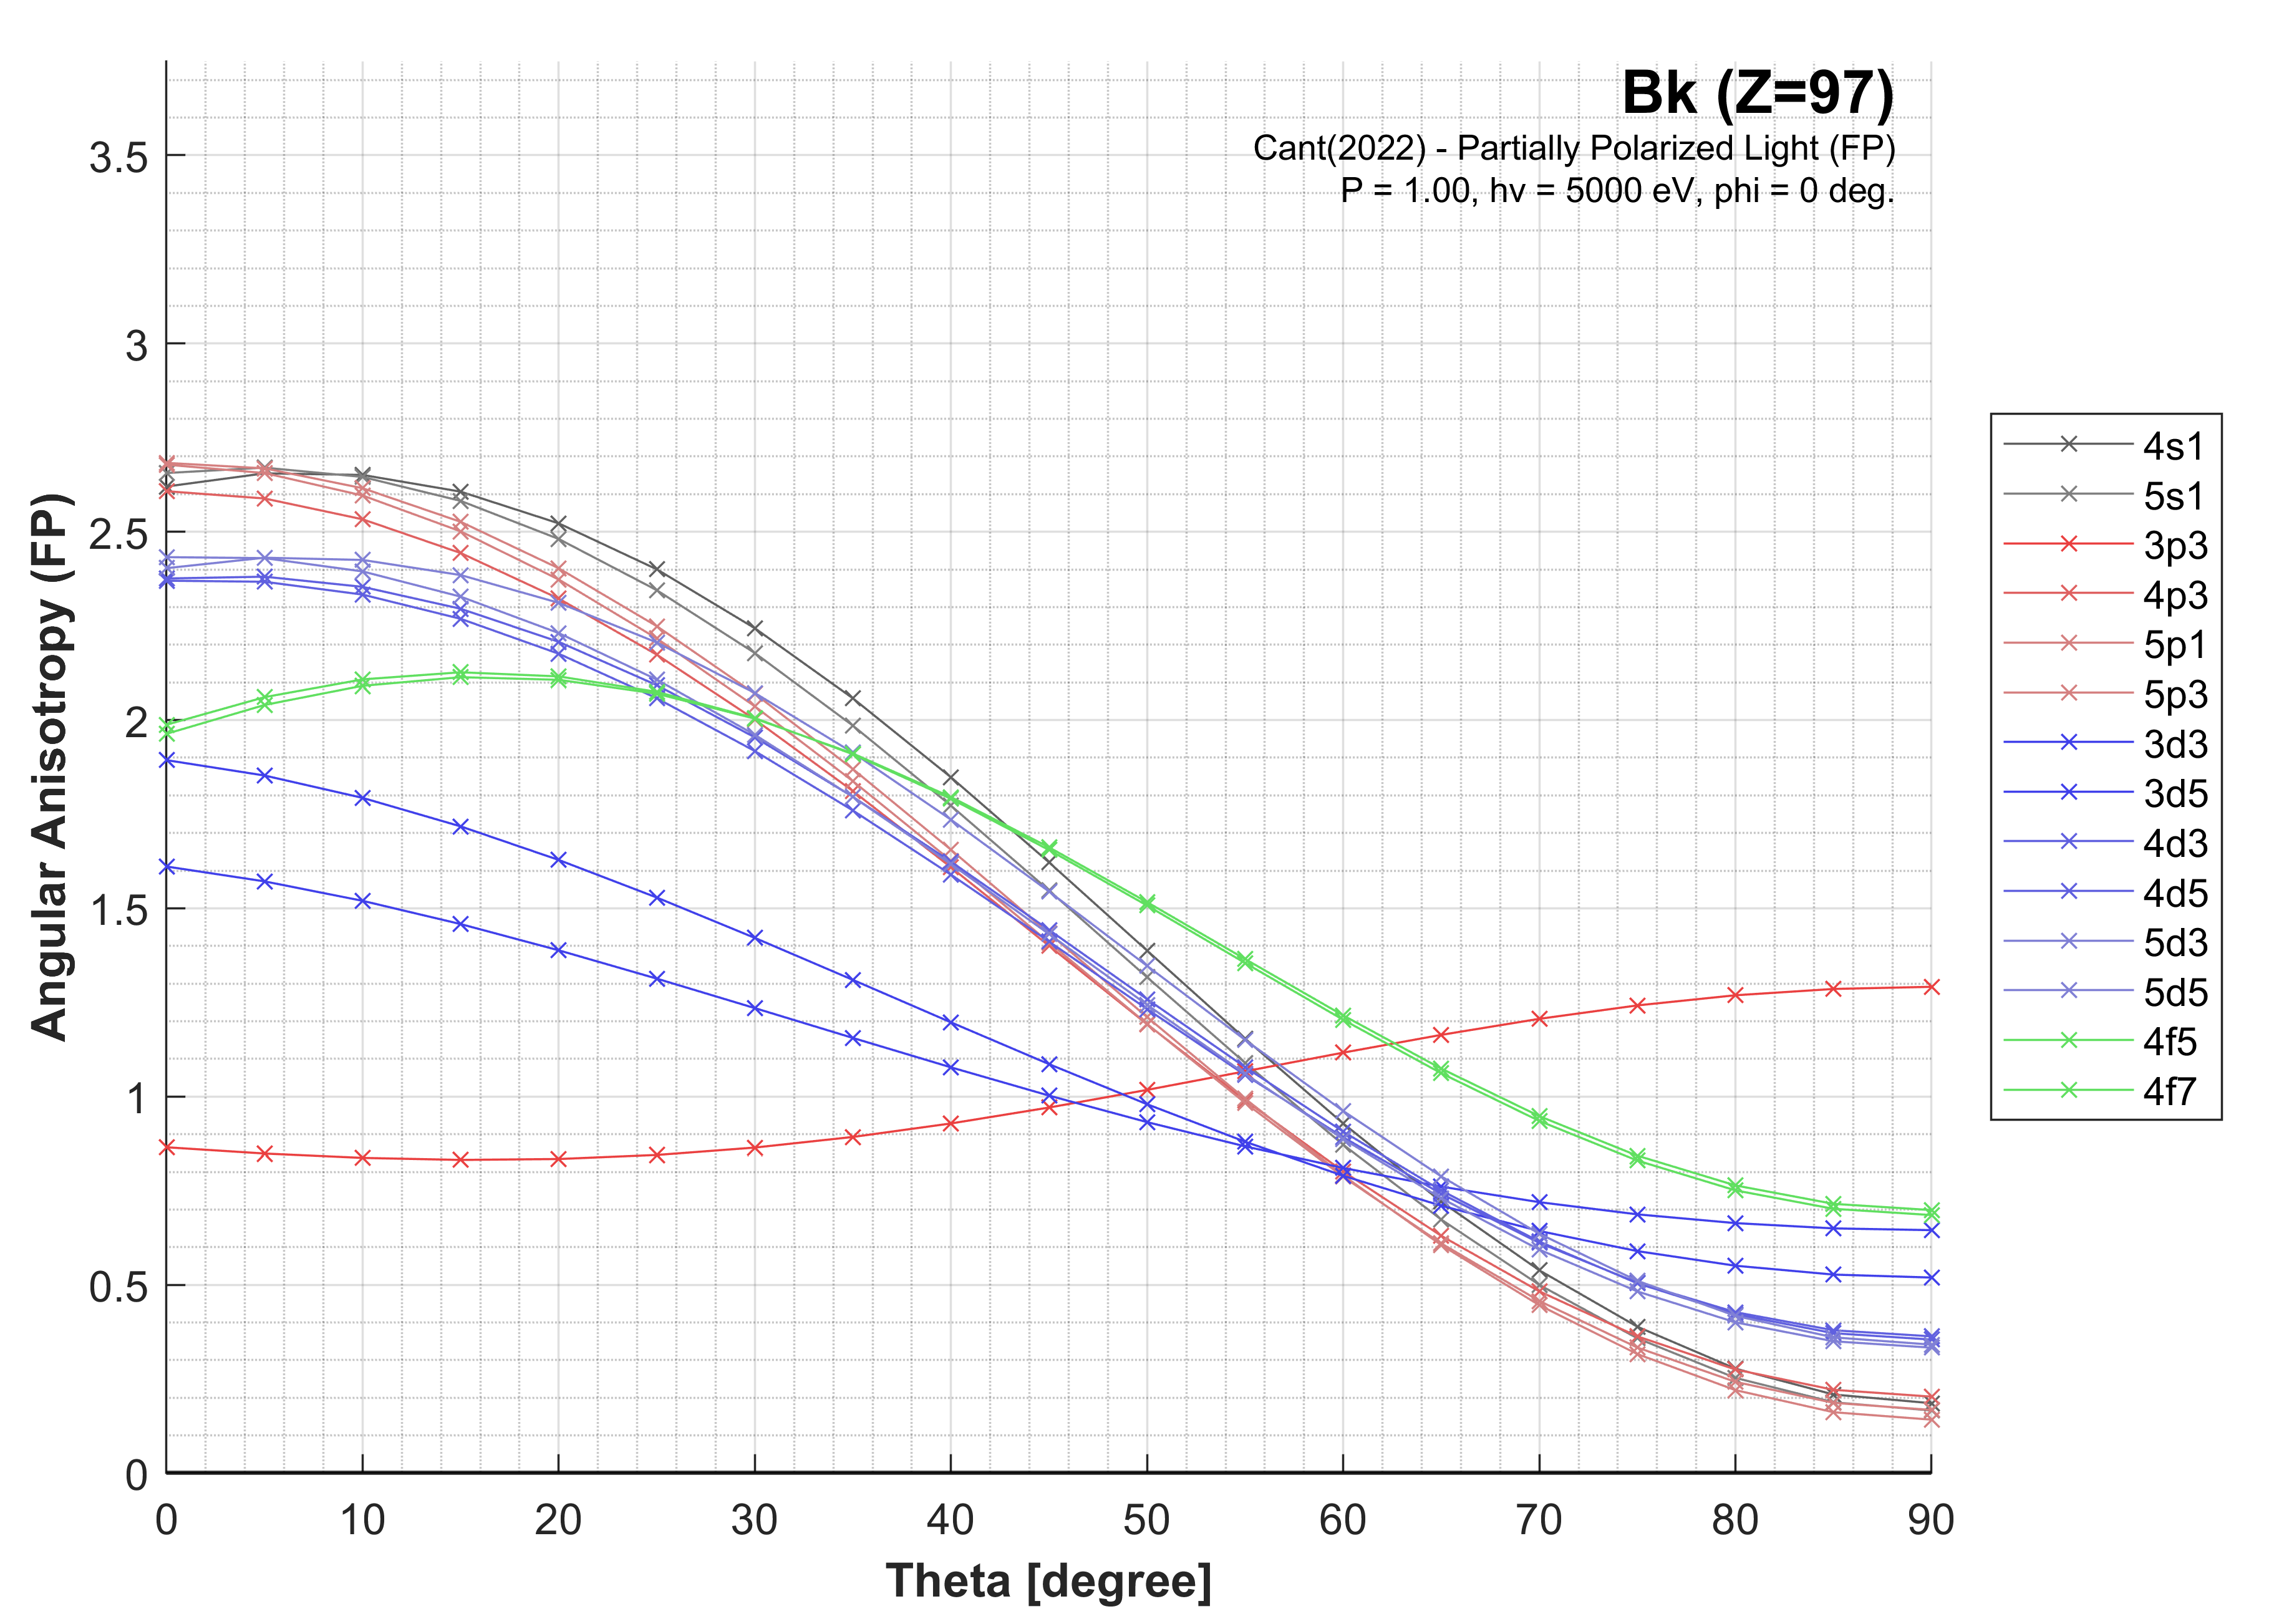 Bk (Z=97)
Cant(2022) - Partially Polarized Light (FP)
P = 1.00, hv = 5000 eV, phi = 0 deg.
Angular Anisotropy (FP)
3.5
3
2.5
2
1.5
1
0.5
0
0 10 20 30 40 50 60 70 80 90
Theta [degree]
4s1
5s1
3p3
4p3
5p1
5p3
3d3
3d5
4d3
4d5
5d3
5d5
4f5
4f7